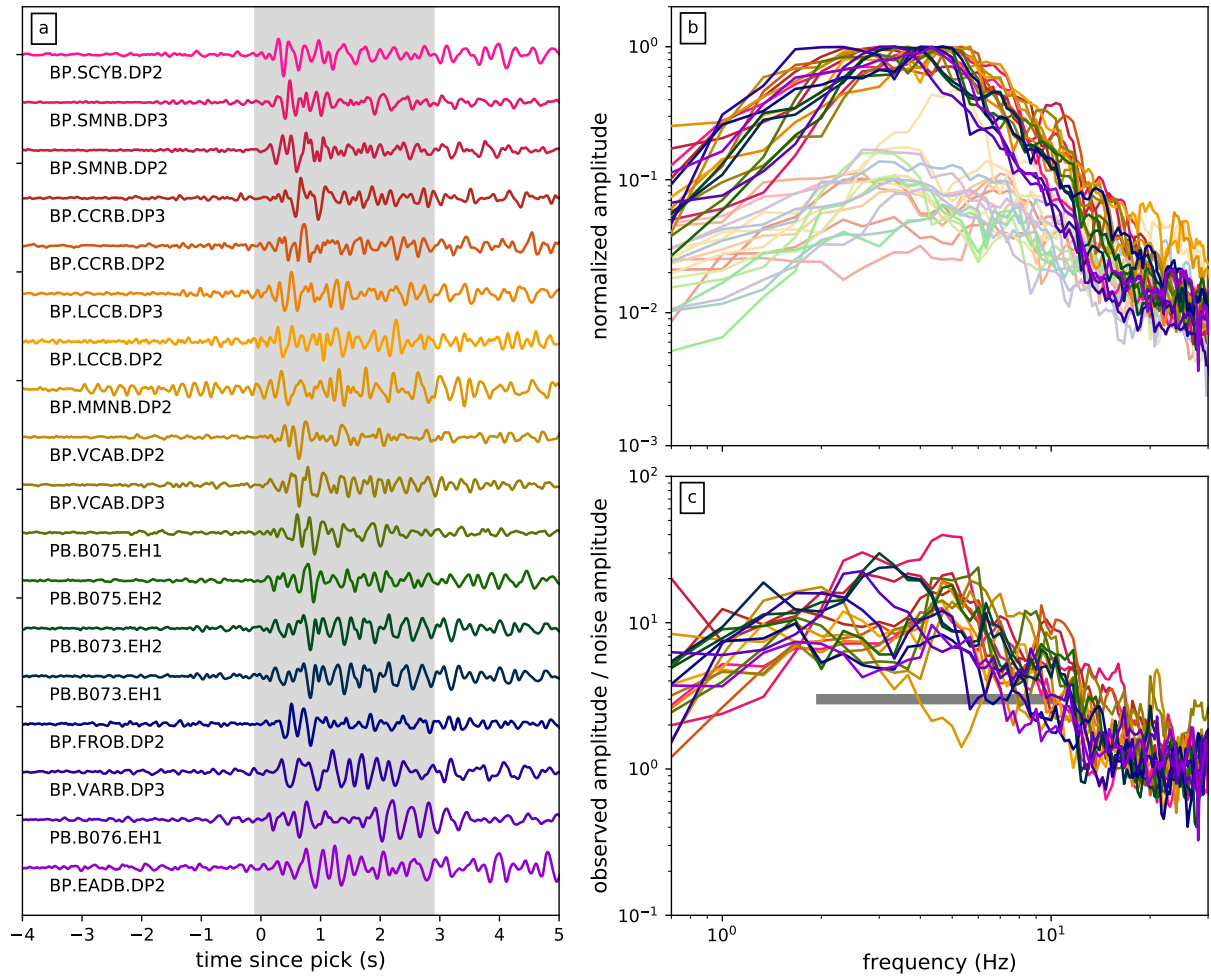 a
BP.SCYB.DP2
BP.SMNB.DP3
BP.SMNB.DP2
BP.CCRB.DP3
BP.CCRB.DP2
BP.LCCB.DP3
BP.LCCB.DP2
BP.MMNB.DP2
BP.VCAB.DP2
BP.VCAB.DP3
PB.B075.EH1
PB.B075.EH2
PB.B073.EH2
PB.B073.EH1
BP.FROB.DP2
BP.VARB.DP3
PB.B076.EH1
BP.EADB.DP2
−4 −3 −2 −1 0 1 2 3 4 5
time since pick (s)
b
normalized amplitude
10⁰
10⁻¹
10⁻²
10⁻³
c
observed amplitude / noise amplitude
10²
10¹
10⁰
10⁻¹
10⁰ 10¹
frequency (Hz)